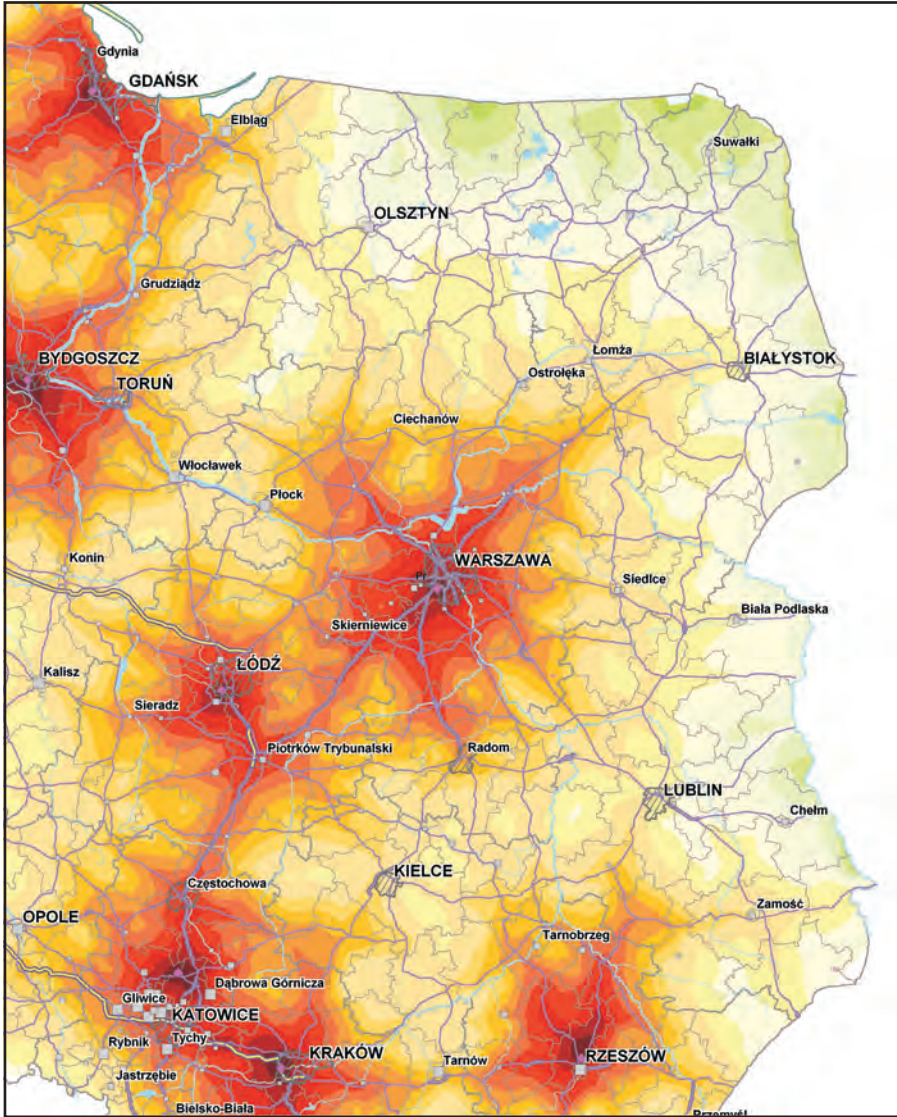 Gdynia
GDAŃSK
Elbląg
Suwałki
OLSZTYN
Grudziądz
BYDGOSZCZ
TORUŃ
Łomża
BIAŁYSTOK
Ostrołęka
Ciechanów
Włocławek
Płock
Konin
WARSZAWA
Pr
Siedlce
Biała Podlaska
Skierniewice
ŁÓDŹ
Kalisz
Sieradz
Piotrków Trybunalski
Radom
LUBLIN
Chełm
KIELCE
Częstochowa
Zamość
OPOLE
Tarnobrzeg
Dąbrowa Górnicza
Gliwice
KATOWICE
Tychy
Rybnik
KRAKÓW
Tarnów
RZESZÓW
Jastrzębie
Bielsko-Biała
Przemyśl